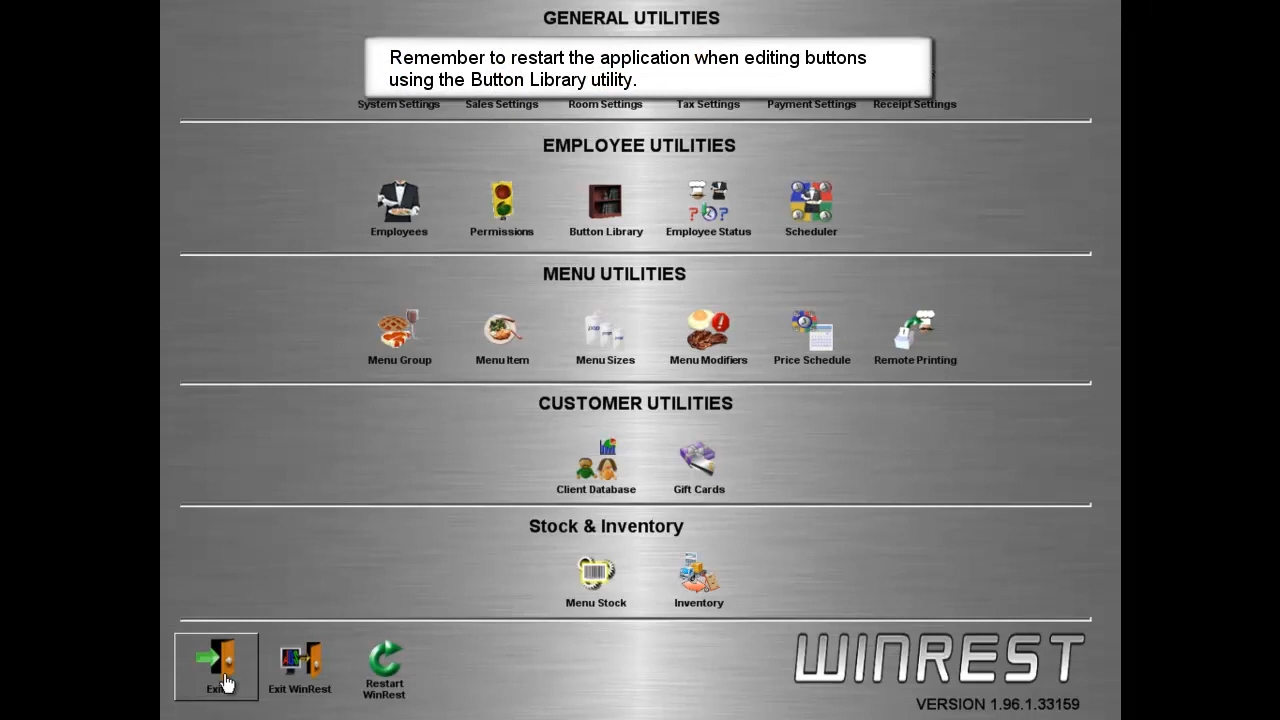 GENERAL UTILITIES
Remember to restart the application when editing buttons
using the Button Library utility.
System Settings Sales Settings Room Settings Tax Settings Payment Settings Receipt Settings
EMPLOYEE UTILITIES
Employees Permissions Button Library Employee Status Scheduler
MENU UTILITIES
Menu Group Menu Item Menu Sizes Menu Modifiers Price Schedule Remote Printing
CUSTOMER UTILITIES
Client Database Gift Cards
Stock & Inventory
Menu Stock Inventory
Exit Exit WinRest Restart
WinRest
WINREST
VERSION 1.96.1.33159